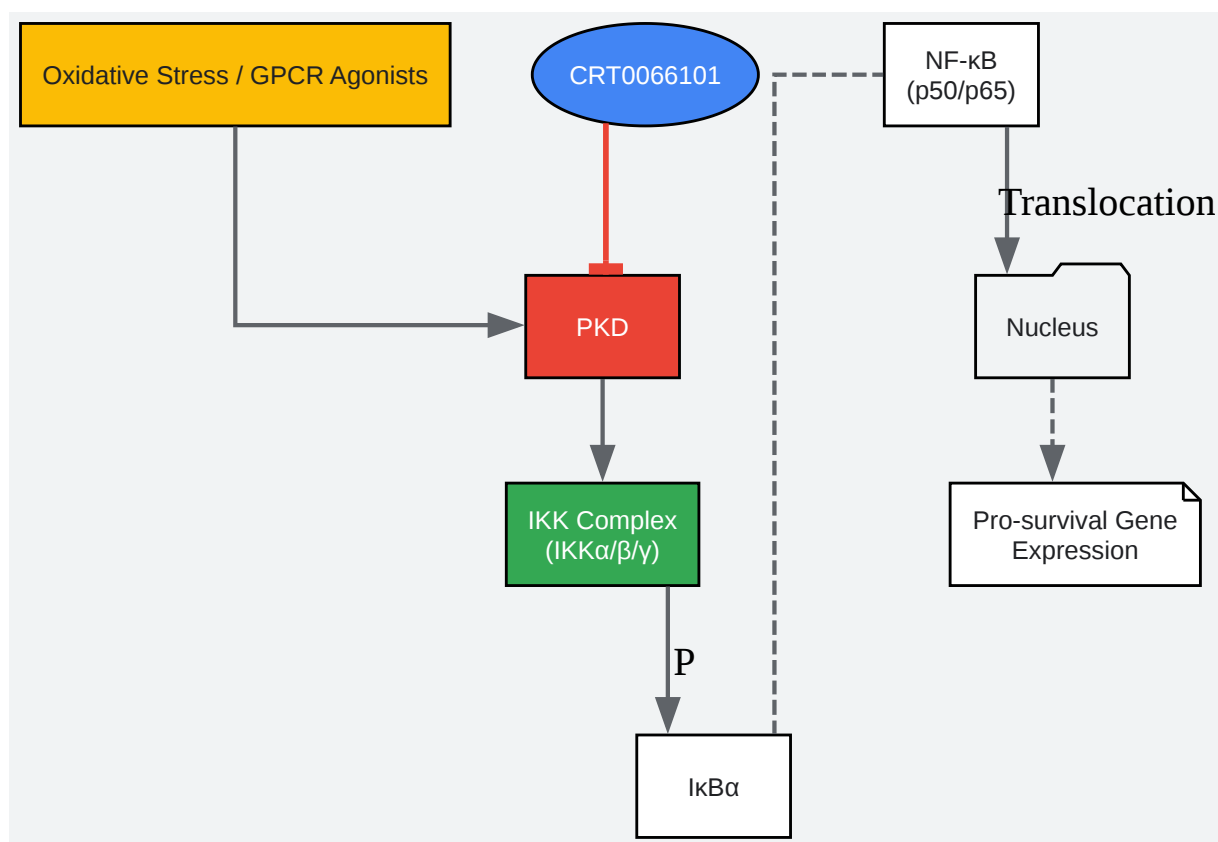 Oxidative Stress / GPCR Agonists
CRT0066101
NF-κB
(p50/p65)
Translocation
PKD
Nucleus
IKK Complex
(IKKα/β/γ)
Pro-survival Gene
Expression
P
IκBα